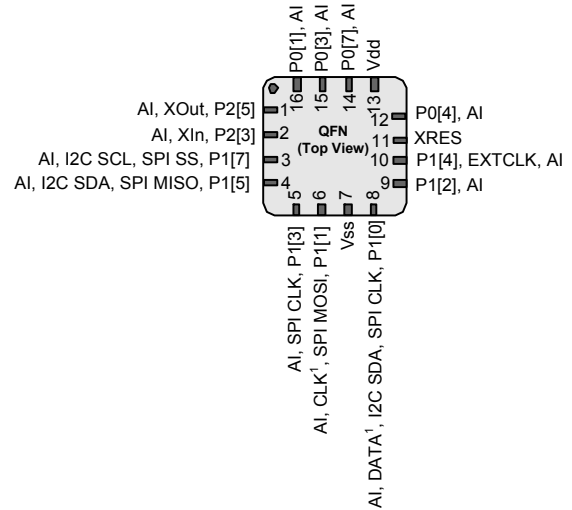 P0[1], AI
P0[3], AI
P0[7], AI
Vdd
16
15
14
13
AI, XOut, P2[5]
1
AI, XIn, P2[3]
2
AI, I2C SCL, SPI SS, P1[7]
3
AI, I2C SDA, SPI MISO, P1[5]
4
QFN
(Top View)
12
P0[4], AI
11
XRES
10
P1[4], EXTCLK, AI
9
P1[2], AI
5
6
7
8
AI, SPI CLK, P1[3]
AI, CLK¹, SPI MOSI, P1[1]
Vss
AI, DATA¹, I2C SDA, SPI CLK, P1[0]